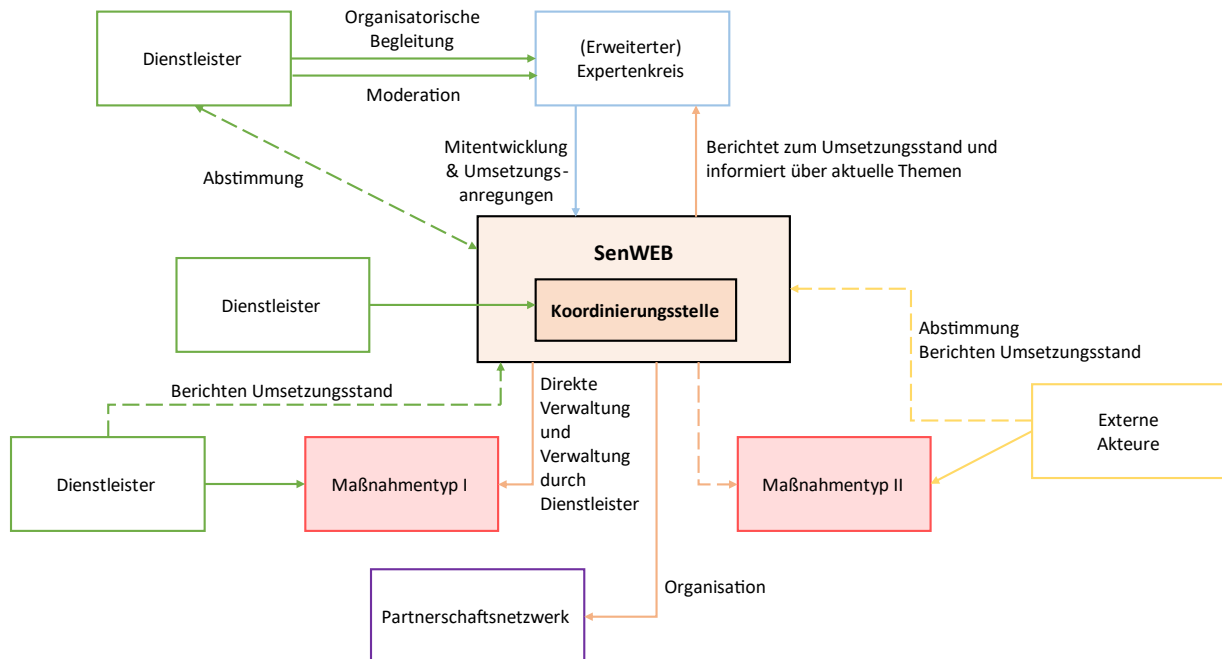 Organisatorische
Begleitung
Dienstleister
(Erweiterter)
Expertenkreis
Moderation
Mitentwicklung
& Umsetzungs-
anregungen
Berichtet zum Umsetzungsstand und
informiert über aktuelle Themen
Abstimmung
SenWEB
Dienstleister
Koordinierungsstelle
Abstimmung
Berichten Umsetzungsstand
Berichten Umsetzungsstand
Direkte
Verwaltung
und
Verwaltung
durch
Dienstleister
Externe
Akteure
Dienstleister
Maßnahmentyp I
Maßnahmentyp II
Organisation
Partnerschaftsnetzwerk